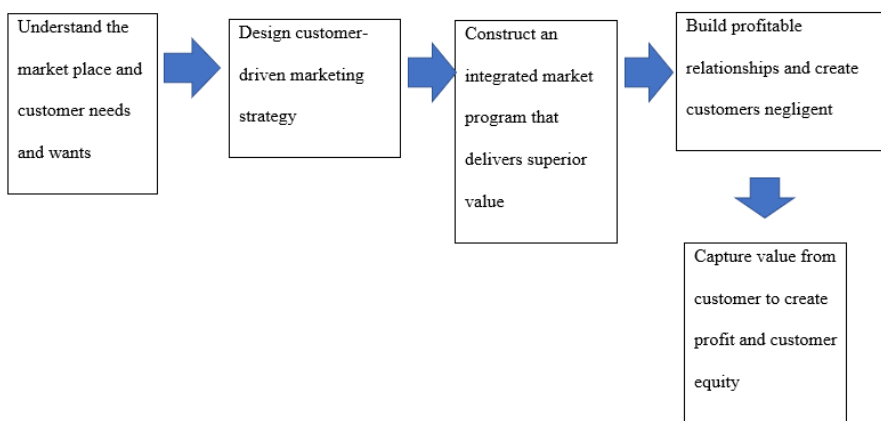 Understand the
market place and
customer needs
and wants
Design customer-
driven marketing
strategy
Construct an
integrated market
program that
delivers superior
value
Build profitable
relationships and create
customers negligent
Capture value from
customer to create
profit and customer
equity